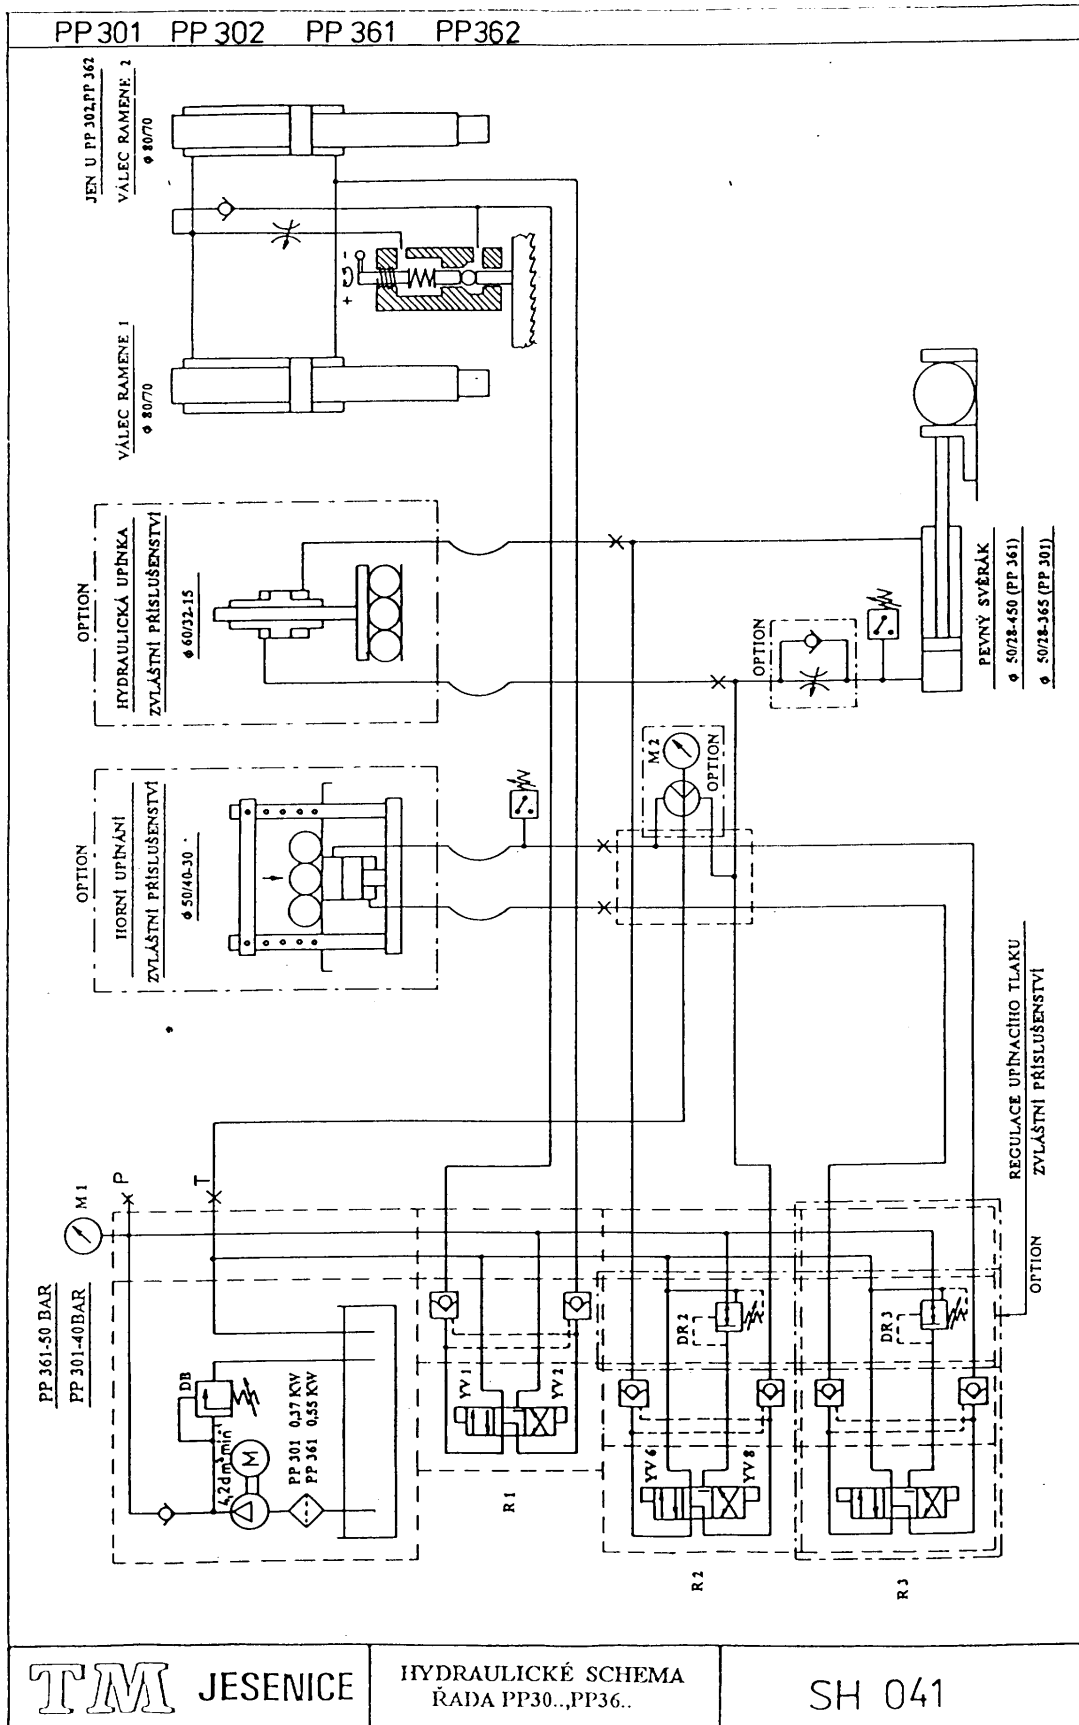 PP 301 PP 302 PP 361 PP362
JEN U PP 302,PP 362
VÁLEC RAMENE 2
ϕ 80/70
VÁLEC RAMENE 1
ϕ 80/70
+ -
OPTION
HYDRAULICKÁ UPÍNKA
ZVLÁŠTNÍ PŘÍSLUŠENSTVÍ
ϕ 60/32-15
OPTION
HORNÍ UPÍNÁNÍ
ZVLÁŠTNÍ PŘÍSLUŠENSTVÍ
ϕ 50/40-30
OPTION
PEVNÝ SVĚRÁK
ϕ 50/28-450 (PP 361)
ϕ 50/28-365 (PP 301)
M 2
OPTION
M 1
P
T
PP 361-50 BAR
PP 301-40BAR
DB
4,2dm³min⁻¹
M
PP 301 0,37 KW
PP 361 0,55 KW
YV 1
YV 2
R 1
DR 2
YV 6
YV 8
R 2
DR 3
R 3
REGULACE UPÍNACÍHO TLAKU
ZVLÁŠTNÍ PŘÍSLUŠENSTVÍ
OPTION
TM JESENICE
HYDRAULICKÉ SCHEMA
ŘADA PP30..,PP36..
SH 041